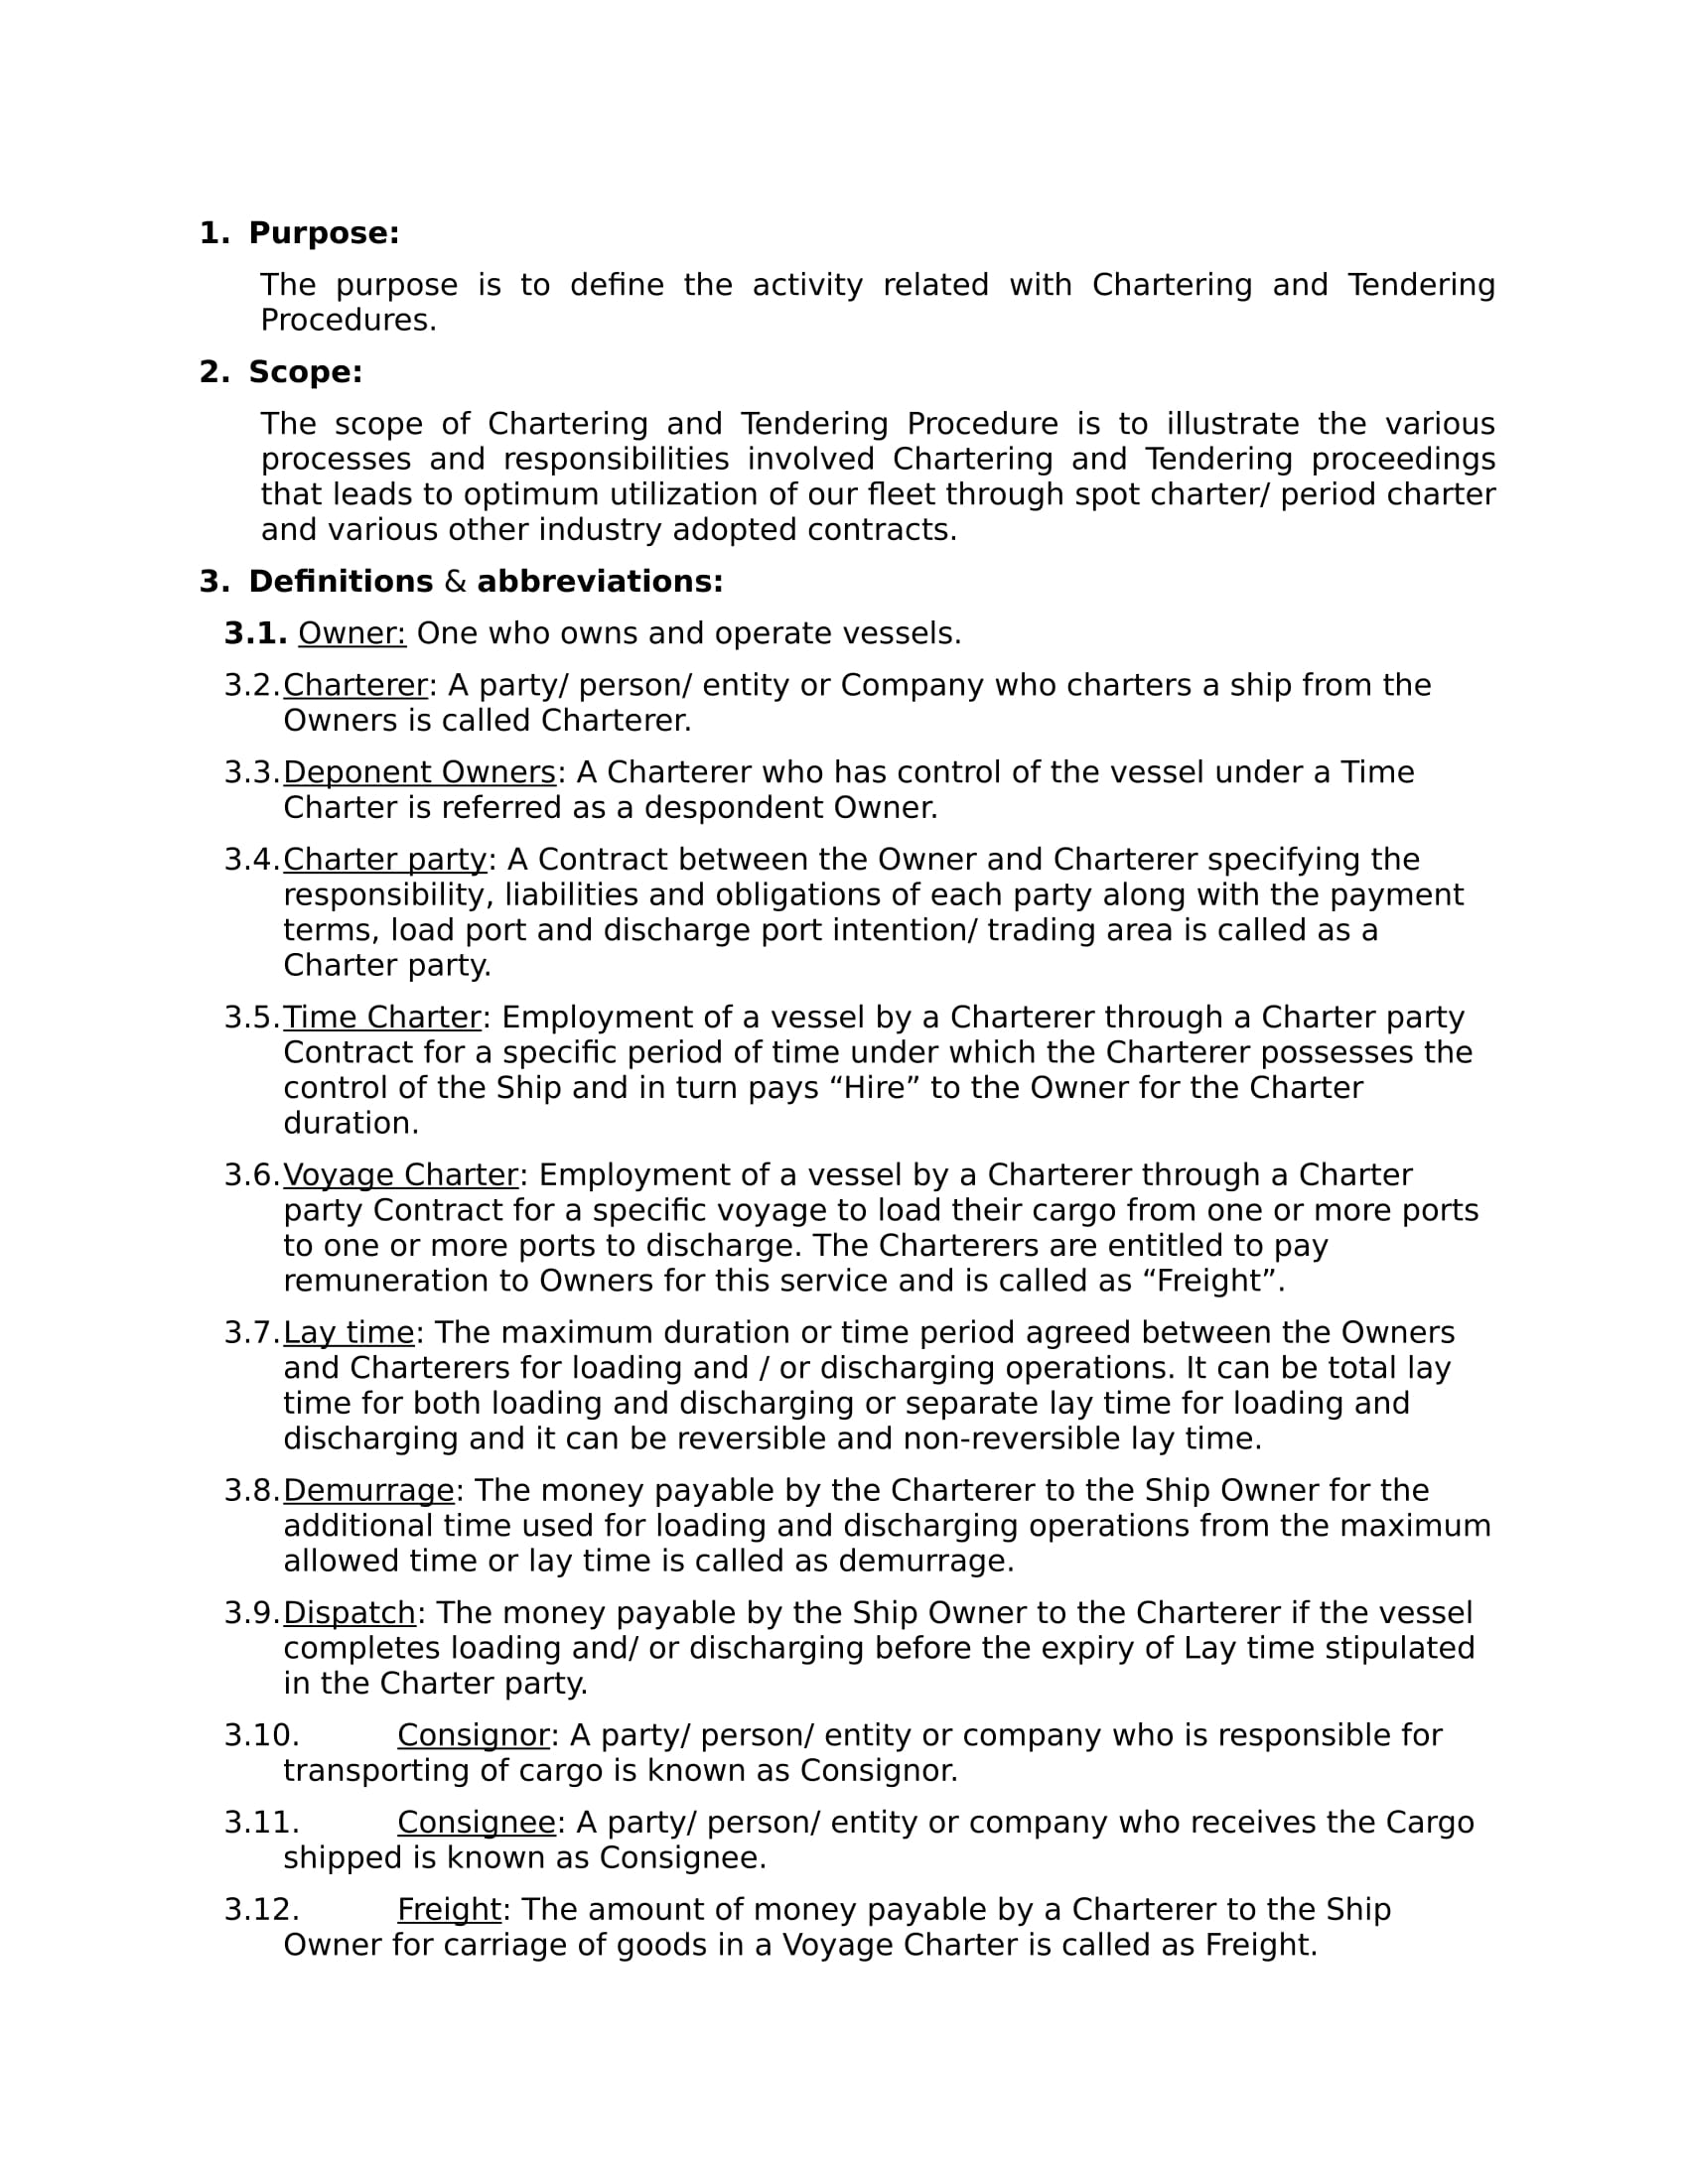 1. Purpose:
The purpose is to define the activity related with Chartering and Tendering
Procedures.
2. Scope:
The scope of Chartering and Tendering Procedure is to illustrate the various
processes and responsibilities involved Chartering and Tendering proceedings
that leads to optimum utilization of our fleet through spot charter/ period charter
and various other industry adopted contracts.
3. Definitions & abbreviations:
3.1. Owner: One who owns and operate vessels.
3.2. Charterer: A party/ person/ entity or Company who charters a ship from the
Owners is called Charterer.
3.3. Deponent Owners: A Charterer who has control of the vessel under a Time
Charter is referred as a despondent Owner.
3.4. Charter party: A Contract between the Owner and Charterer specifying the
responsibility, liabilities and obligations of each party along with the payment
terms, load port and discharge port intention/ trading area is called as a
Charter party.
3.5. Time Charter: Employment of a vessel by a Charterer through a Charter party
Contract for a specific period of time under which the Charterer possesses the
control of the Ship and in turn pays “Hire” to the Owner for the Charter
duration.
3.6. Voyage Charter: Employment of a vessel by a Charterer through a Charter
party Contract for a specific voyage to load their cargo from one or more ports
to one or more ports to discharge. The Charterers are entitled to pay
remuneration to Owners for this service and is called as “Freight”.
3.7. Lay time: The maximum duration or time period agreed between the Owners
and Charterers for loading and / or discharging operations. It can be total lay
time for both loading and discharging or separate lay time for loading and
discharging and it can be reversible and non-reversible lay time.
3.8. Demurrage: The money payable by the Charterer to the Ship Owner for the
additional time used for loading and discharging operations from the maximum
allowed time or lay time is called as demurrage.
3.9. Dispatch: The money payable by the Ship Owner to the Charterer if the vessel
completes loading and/ or discharging before the expiry of Lay time stipulated
in the Charter party.
3.10. Consignor: A party/ person/ entity or company who is responsible for
transporting of cargo is known as Consignor.
3.11. Consignee: A party/ person/ entity or company who receives the Cargo
shipped is known as Consignee.
3.12. Freight: The amount of money payable by a Charterer to the Ship
Owner for carriage of goods in a Voyage Charter is called as Freight.